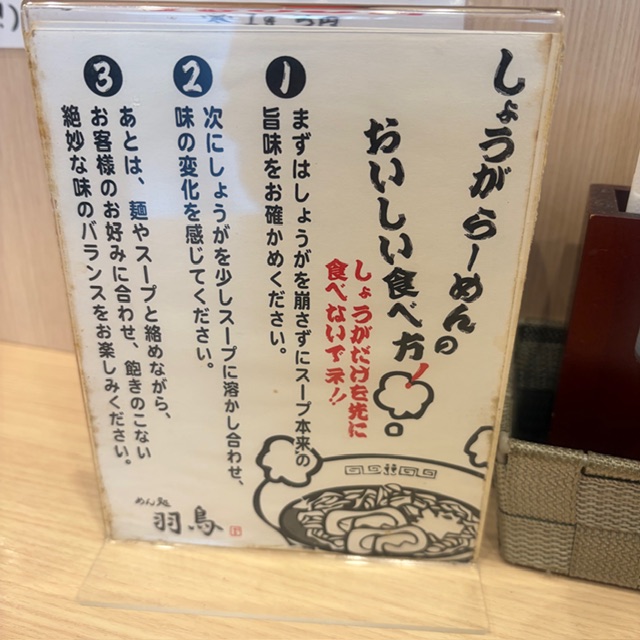 しょうがらーめんの
おいしい食べ方!
しょうがだけを先に
食べないでネ!!
1
まずはしょうがを崩さずにスープ本来の
旨味をお確かめください。
2
次にしょうがを少しスープに溶かし合わせ、
味の変化を感じてください。
3
あとは、麺やスープと絡めながら、
お客様のお好みに合わせ、飽きのこない
絶妙な味のバランスをお楽しみください。
めん処
羽鳥